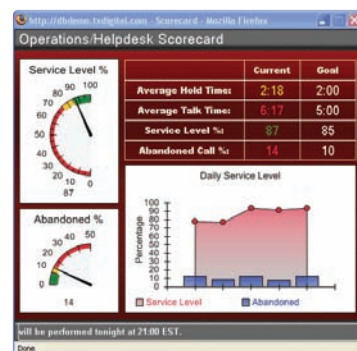 http://dbdemo.txdigital.com - Scorecard - Mozilla Firefox
Operations/Helpdesk Scorecard
Service Level %
100
90
80
70
60
50
40
30
20
10
0
87
Abandoned %
50
40
30
20
10
0
14
Current Goal
Average Hold Time: 2:18 2:00
Average Talk Time: 6:17 5:00
Service Level %: 87 85
Abandoned Call %: 14 10
Daily Service Level
Percentage
100
90
80
70
60
50
40
30
20
10
0
Service Level Abandoned
will be performed tonight at 21:00 EST.
Done